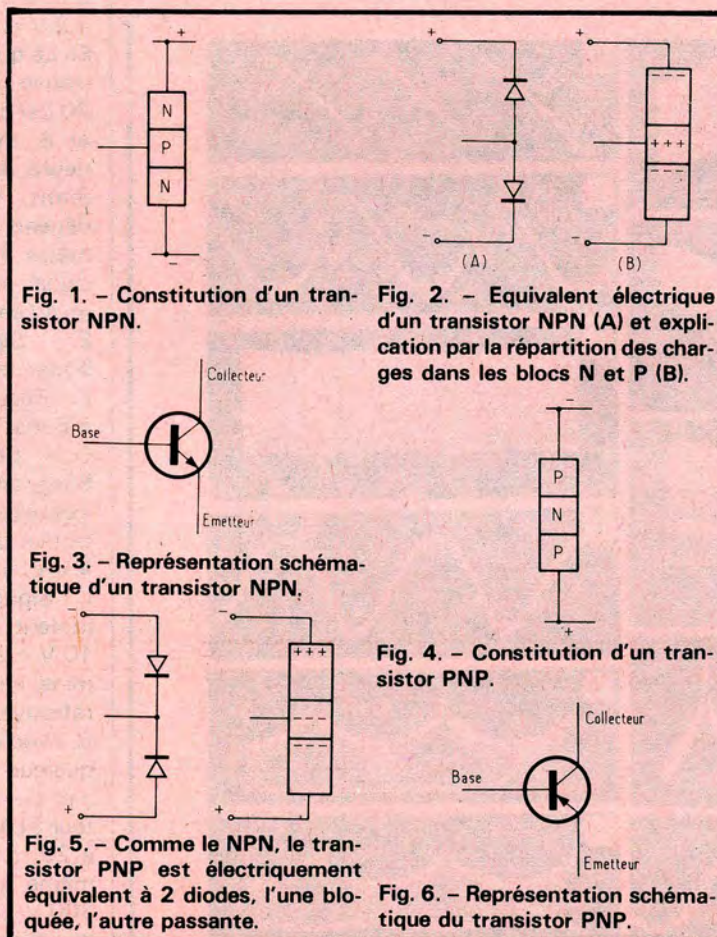 +
N
P
N
−
Fig. 1. – Constitution d'un tran-
sistor NPN.
+
−
(A)
+
– – – –
+ + +
– – – –
−
(B)
Fig. 2. – Equivalent électrique
d'un transistor NPN (A) et expli-
cation par la répartition des char-
ges dans les blocs N et P (B).
Collecteur
Base
Emetteur
Fig. 3. – Représentation schéma-
tique d'un transistor NPN.
−
P
N
P
+
Fig. 4. – Constitution d'un tran-
sistor PNP.
−
+
−
+ + +
– – –
– – – –
+
Fig. 5. – Comme le NPN, le tran-
sistor PNP est électriquement
équivalent à 2 diodes, l'une blo-
quée, l'autre passante.
Collecteur
Base
Emetteur
Fig. 6. – Représentation schéma-
tique du transistor PNP.